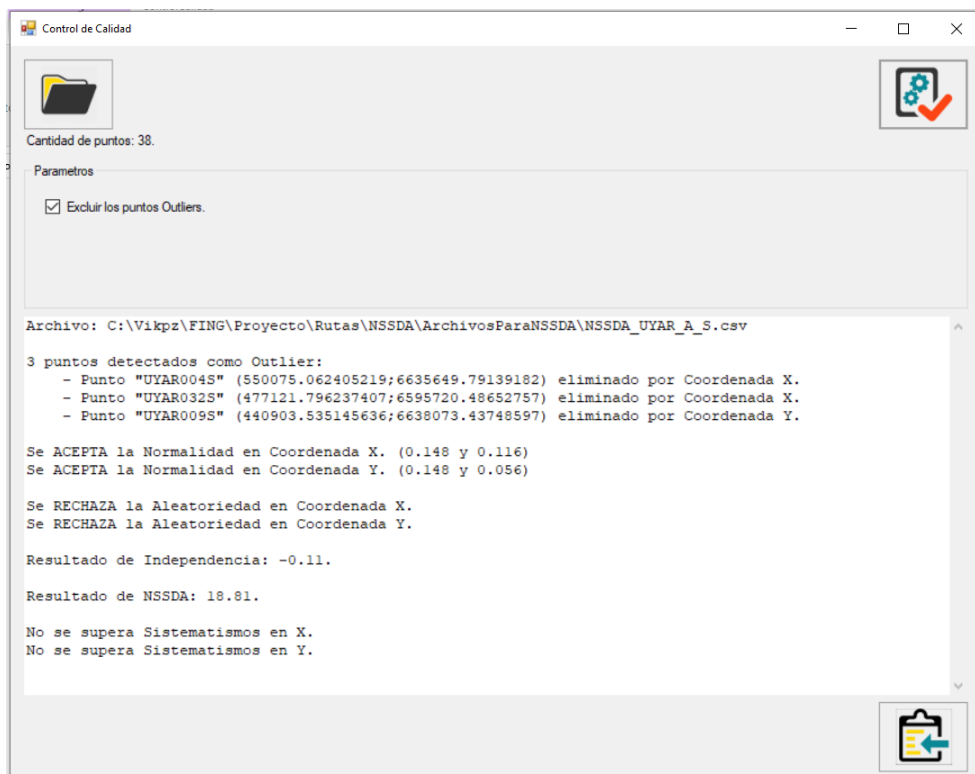 Control de Calidad
Cantidad de puntos: 38.
Parametros
Excluir los puntos Outliers.
Archivo: C:\Vikpz\FING\Proyecto\Rutas\NSSDA\ArchivosParaNSSDA\NSSDA_UYAR_A_S.csv
3 puntos detectados como Outlier:
- Punto "UYAR004S" (550075.062405219;6635649.79139182) eliminado por Coordenada X.
- Punto "UYAR032S" (477121.796237407;6595720.48652757) eliminado por Coordenada X.
- Punto "UYAR009S" (440903.535145636;6638073.43748597) eliminado por Coordenada Y.
Se ACEPTA la Normalidad en Coordenada X. (0.148 y 0.116)
Se ACEPTA la Normalidad en Coordenada Y. (0.148 y 0.056)
Se RECHAZA la Aleatoriedad en Coordenada X.
Se RECHAZA la Aleatoriedad en Coordenada Y.
Resultado de Independencia: -0.11.
Resultado de NSSDA: 18.81.
No se supera Sistematismos en X.
No se supera Sistematismos en Y.